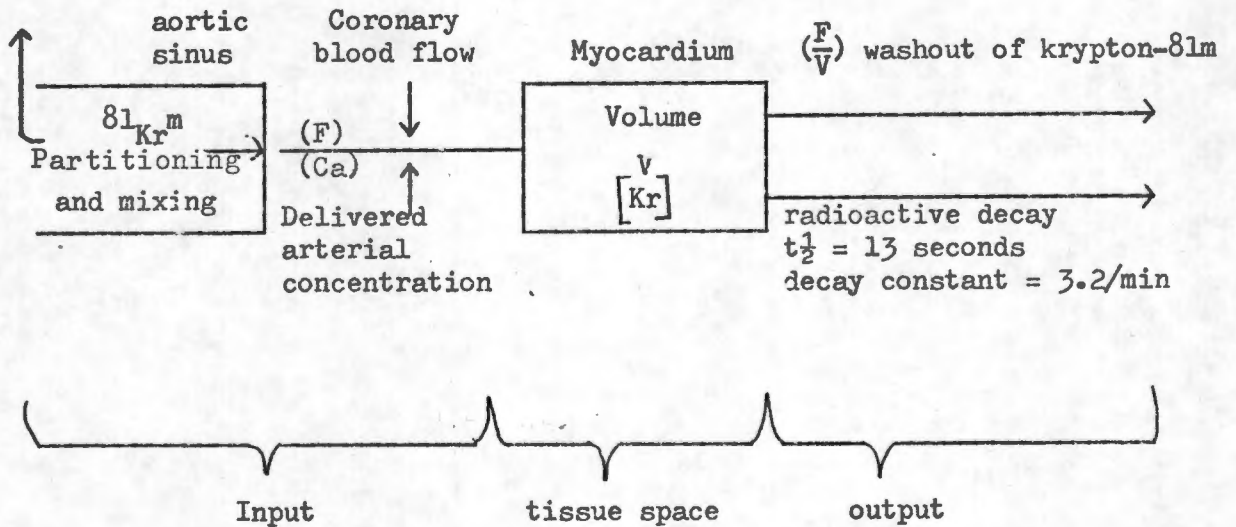 aortic
sinus
Coronary
blood flow
Myocardium
(F/V) washout of krypton-81m
81Krm
Partitioning
and mixing
(F)
(Ca)
Delivered
arterial
concentration
Volume
V
[Kr]
radioactive decay
t½ = 13 seconds
decay constant = 3.2/min
Input
tissue space
output